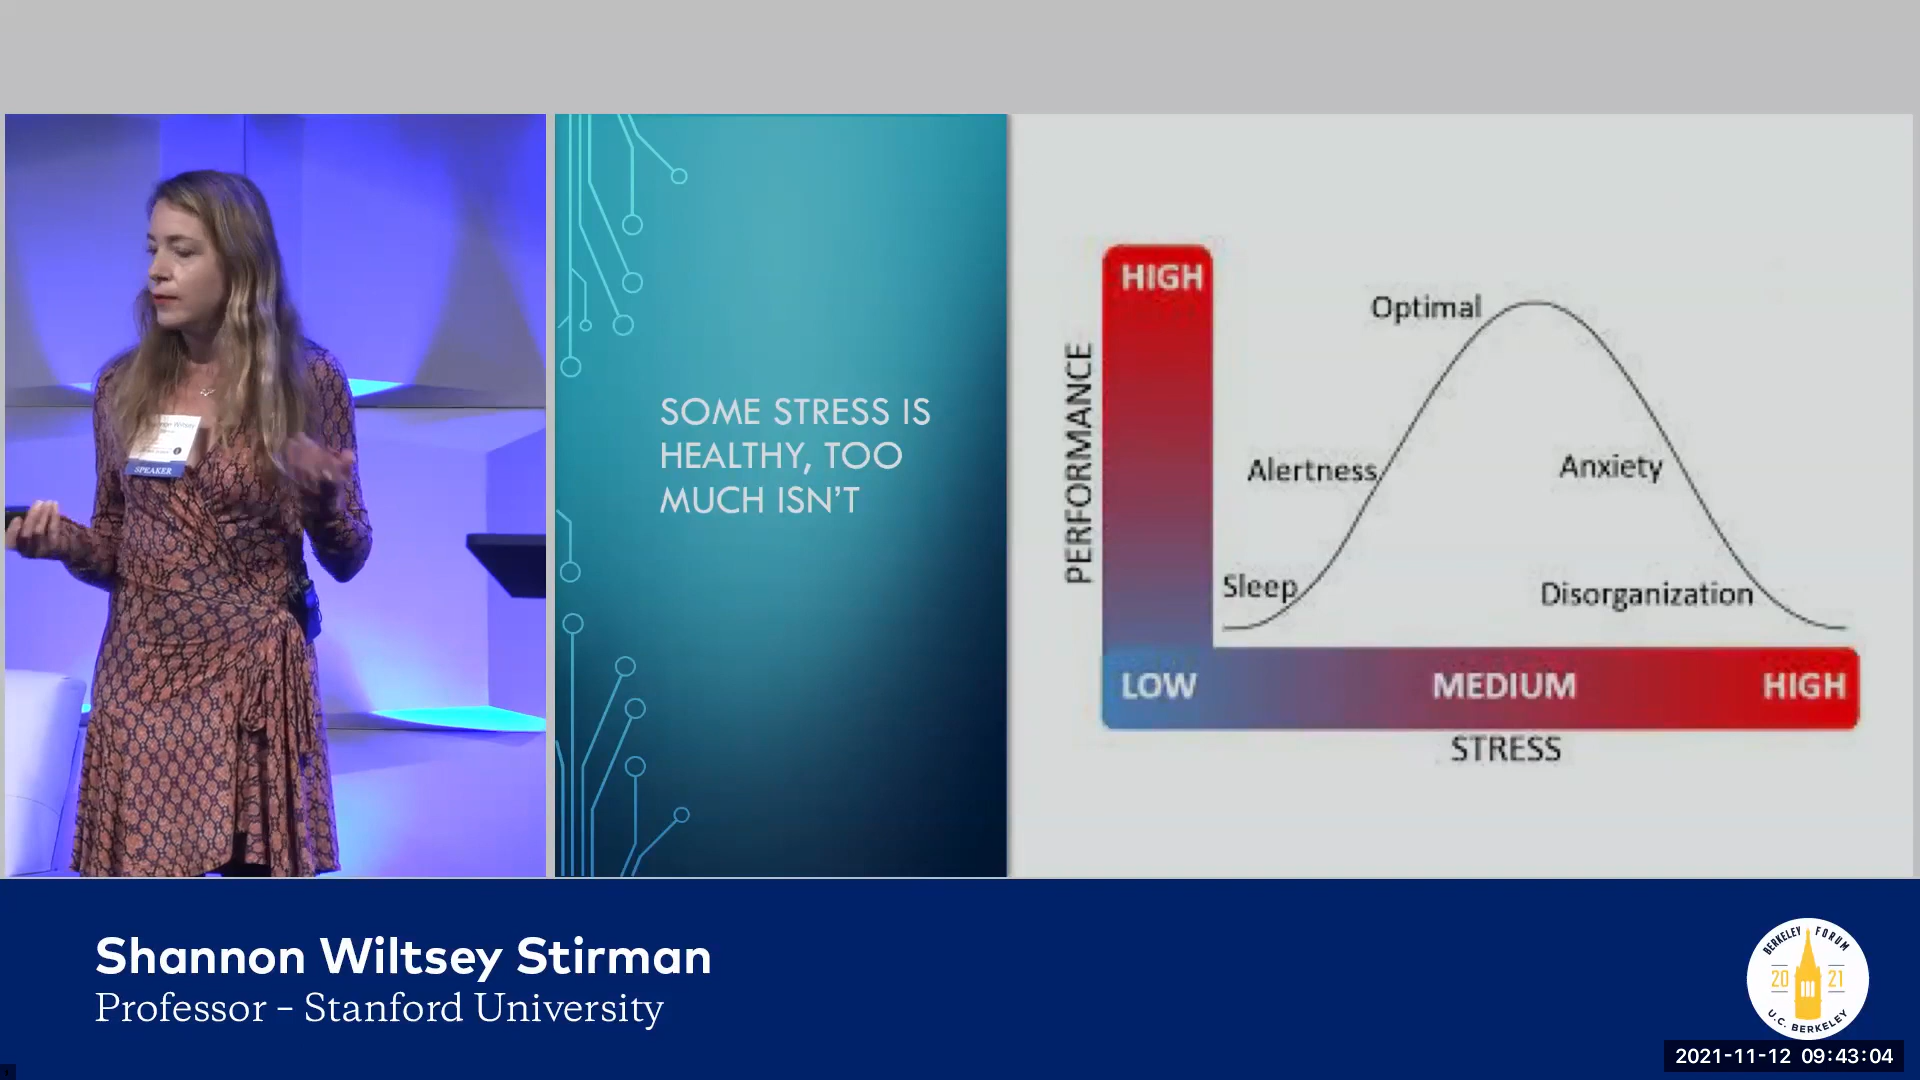 Wiltsey
SPEAKER
SOME STRESS IS
HEALTHY, TOO
MUCH ISN'T
PERFORMANCE
HIGH
Optimal
Alertness
Anxiety
Sleep
Disorganization
LOW
MEDIUM
HIGH
STRESS
Shannon Wiltsey Stirman
Professor – Stanford University
BERKELEY FORUM
20 21
U.C. BERKELEY
2021-11-12 09:43:04